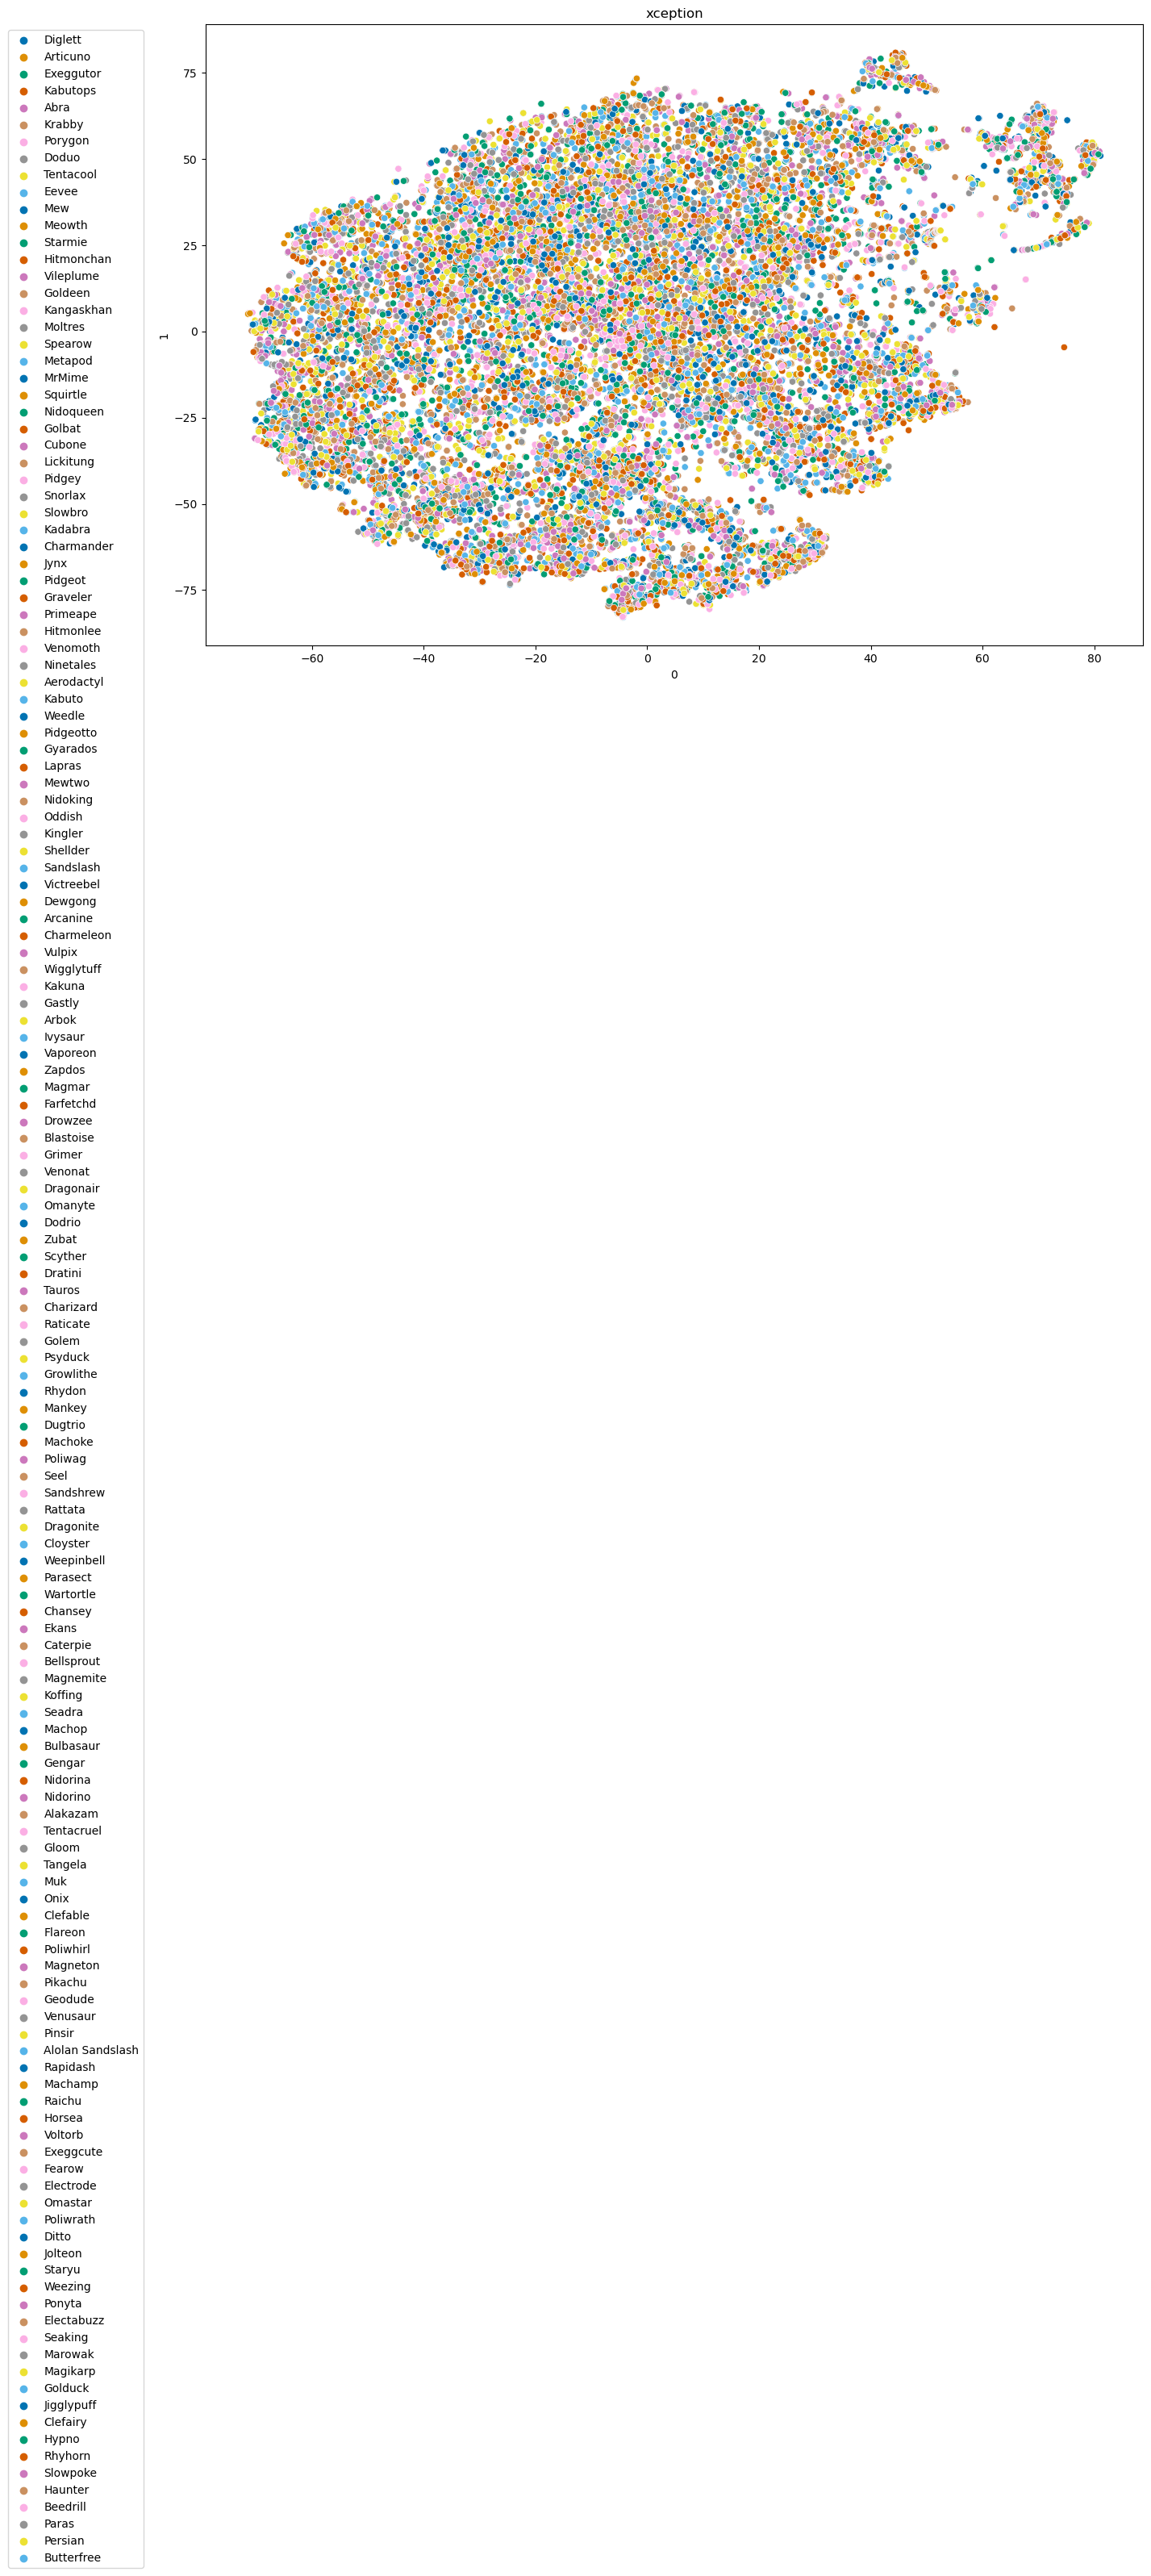 xception
Diglett
Articuno
Exeggutor
Kabutops
Abra
Krabby
Porygon
Doduo
Tentacool
Eevee
Mew
Meowth
Starmie
Hitmonchan
Vileplume
Goldeen
Kangaskhan
Moltres
Spearow
Metapod
MrMime
Squirtle
Nidoqueen
Golbat
Cubone
Lickitung
Pidgey
Snorlax
Slowbro
Kadabra
Charmander
Jynx
Pidgeot
Graveler
Primeape
Hitmonlee
Venomoth
Ninetales
Aerodactyl
Kabuto
Weedle
Pidgeotto
Gyarados
Lapras
Mewtwo
Nidoking
Oddish
Kingler
Shellder
Sandslash
Victreebel
Dewgong
Arcanine
Charmeleon
Vulpix
Wigglytuff
Kakuna
Gastly
Arbok
Ivysaur
Vaporeon
Zapdos
Magmar
Farfetchd
Drowzee
Blastoise
Grimer
Venonat
Dragonair
Omanyte
Dodrio
Zubat
Scyther
Dratini
Tauros
Charizard
Raticate
Golem
Psyduck
Growlithe
Rhydon
Mankey
Dugtrio
Machoke
Poliwag
Seel
Sandshrew
Rattata
Dragonite
Cloyster
Weepinbell
Parasect
Wartortle
Chansey
Ekans
Caterpie
Bellsprout
Magnemite
Koffing
Seadra
Machop
Bulbasaur
Gengar
Nidorina
Nidorino
Alakazam
Tentacruel
Gloom
Tangela
Muk
Onix
Clefable
Flareon
Poliwhirl
Magneton
Pikachu
Geodude
Venusaur
Pinsir
Alolan Sandslash
Rapidash
Machamp
Raichu
Horsea
Voltorb
Exeggcute
Fearow
Electrode
Omastar
Poliwrath
Ditto
Jolteon
Staryu
Weezing
Ponyta
Electabuzz
Seaking
Marowak
Magikarp
Golduck
Jigglypuff
Clefairy
Hypno
Rhyhorn
Slowpoke
Haunter
Beedrill
Paras
Persian
Butterfree
1
75
50
25
0
−25
−50
−75
−60 −40 −20 0 20 40 60 80
0